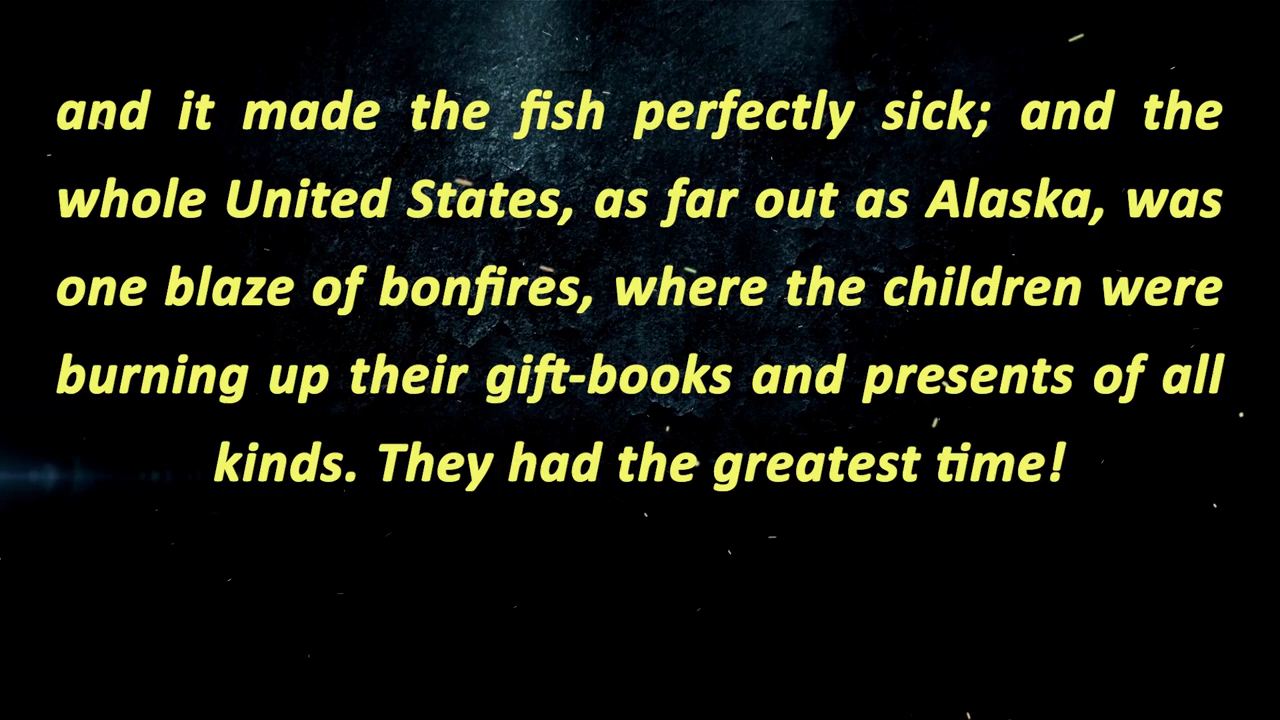 and it made the fish perfectly sick; and the
whole United States, as far out as Alaska, was
one blaze of bonfires, where the children were
burning up their gift-books and presents of all
kinds. They had the greatest time!